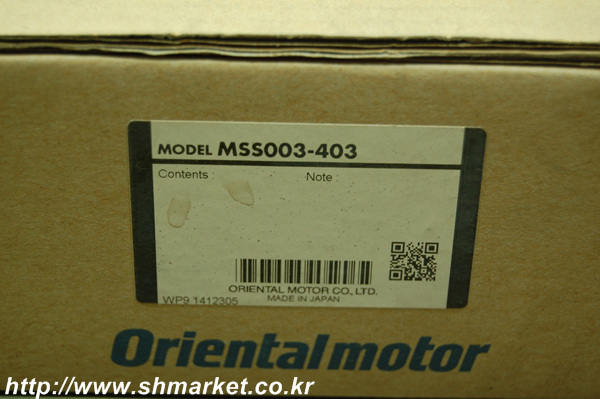 MODEL MSS003-403
Contents :
Note :
ORIENTAL MOTOR CO., LTD.
MADE IN JAPAN
WP9 1412305
Orientalmotor
http://www.shmarket.co.kr